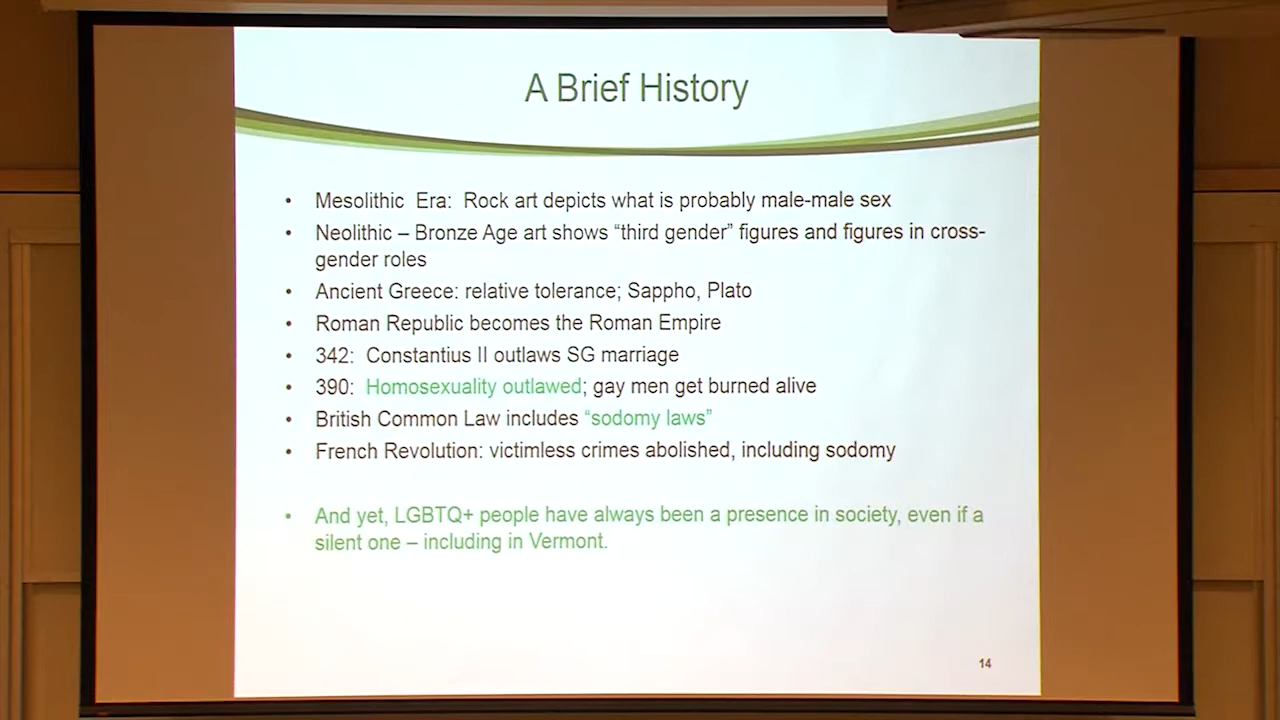 A Brief History
• Mesolithic Era: Rock art depicts what is probably male-male sex
• Neolithic – Bronze Age art shows “third gender” figures and figures in cross-
gender roles
• Ancient Greece: relative tolerance; Sappho, Plato
• Roman Republic becomes the Roman Empire
• 342: Constantius II outlaws SG marriage
• 390: Homosexuality outlawed; gay men get burned alive
• British Common Law includes “sodomy laws”
• French Revolution: victimless crimes abolished, including sodomy
• And yet, LGBTQ+ people have always been a presence in society, even if a
silent one – including in Vermont.
14